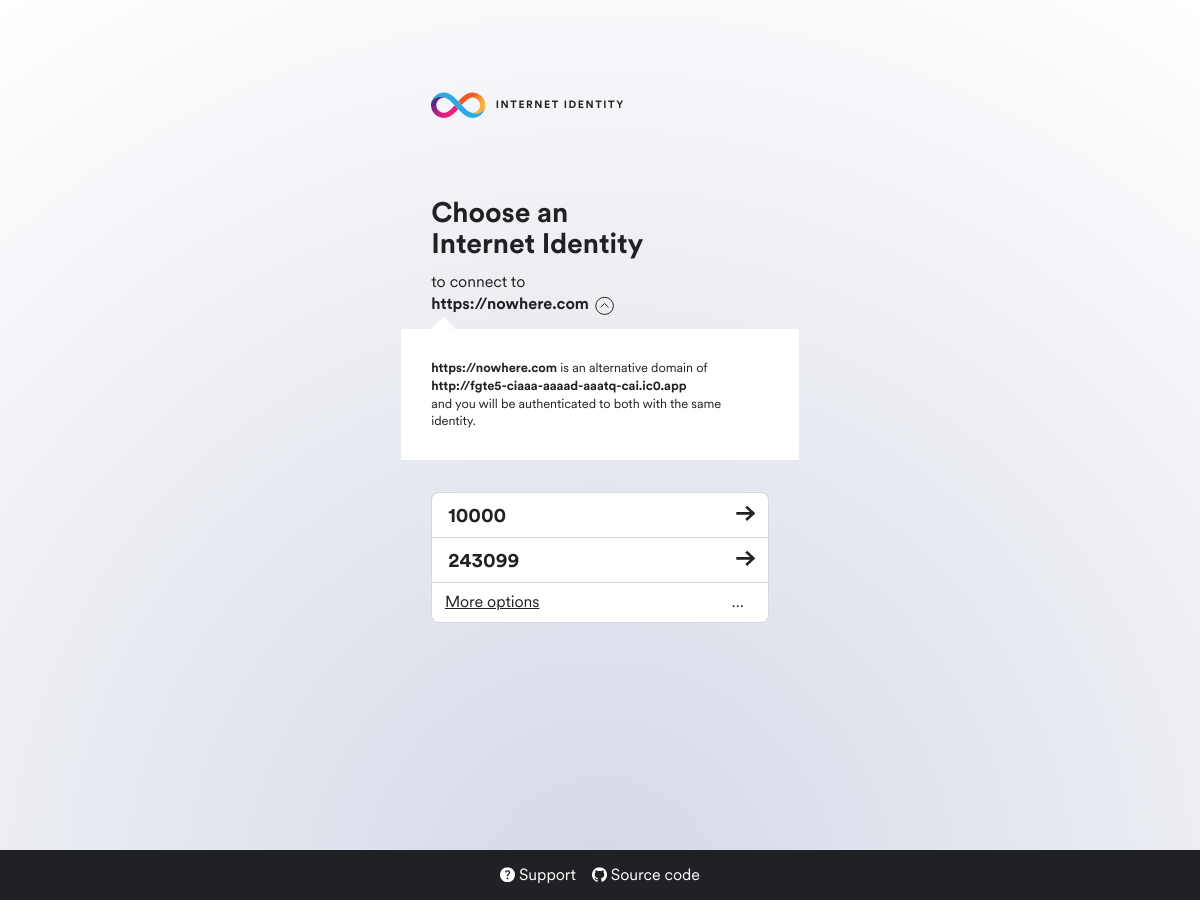 INTERNET IDENTITY
Choose an
Internet Identity
to connect to
https://nowhere.com
https://nowhere.com is an alternative domain of
http://fgte5-ciaaa-aaaad-aaatq-cai.ic0.app
and you will be authenticated to both with the same
identity.
10000
243099
More options ...
Support Source code